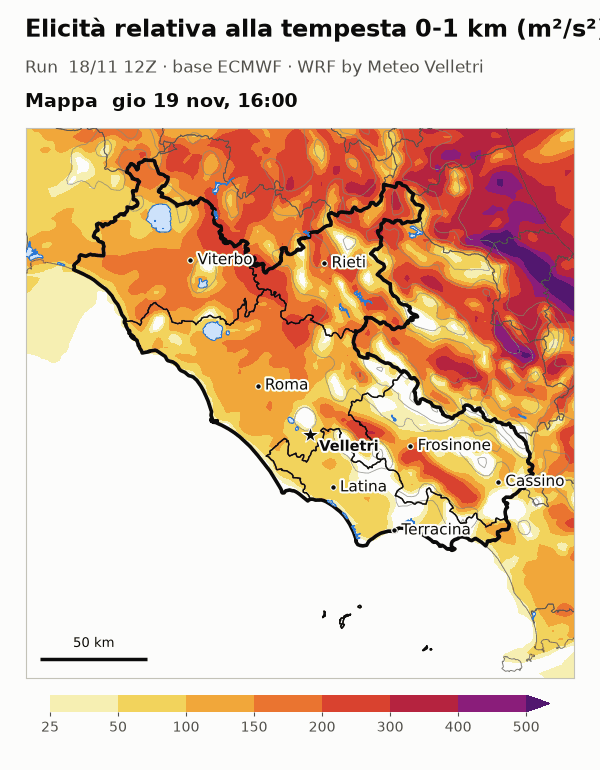 Elicità relativa alla tempesta 0-1 km (m²/s²)
Run 18/11 12Z · base ECMWF · WRF by Meteo Velletri
Mappa gio 19 nov, 16:00
Viterbo
Rieti
Roma
Velletri
Frosinone
Cassino
Latina
Terracina
50 km
25 50 100 150 200 300 400 500